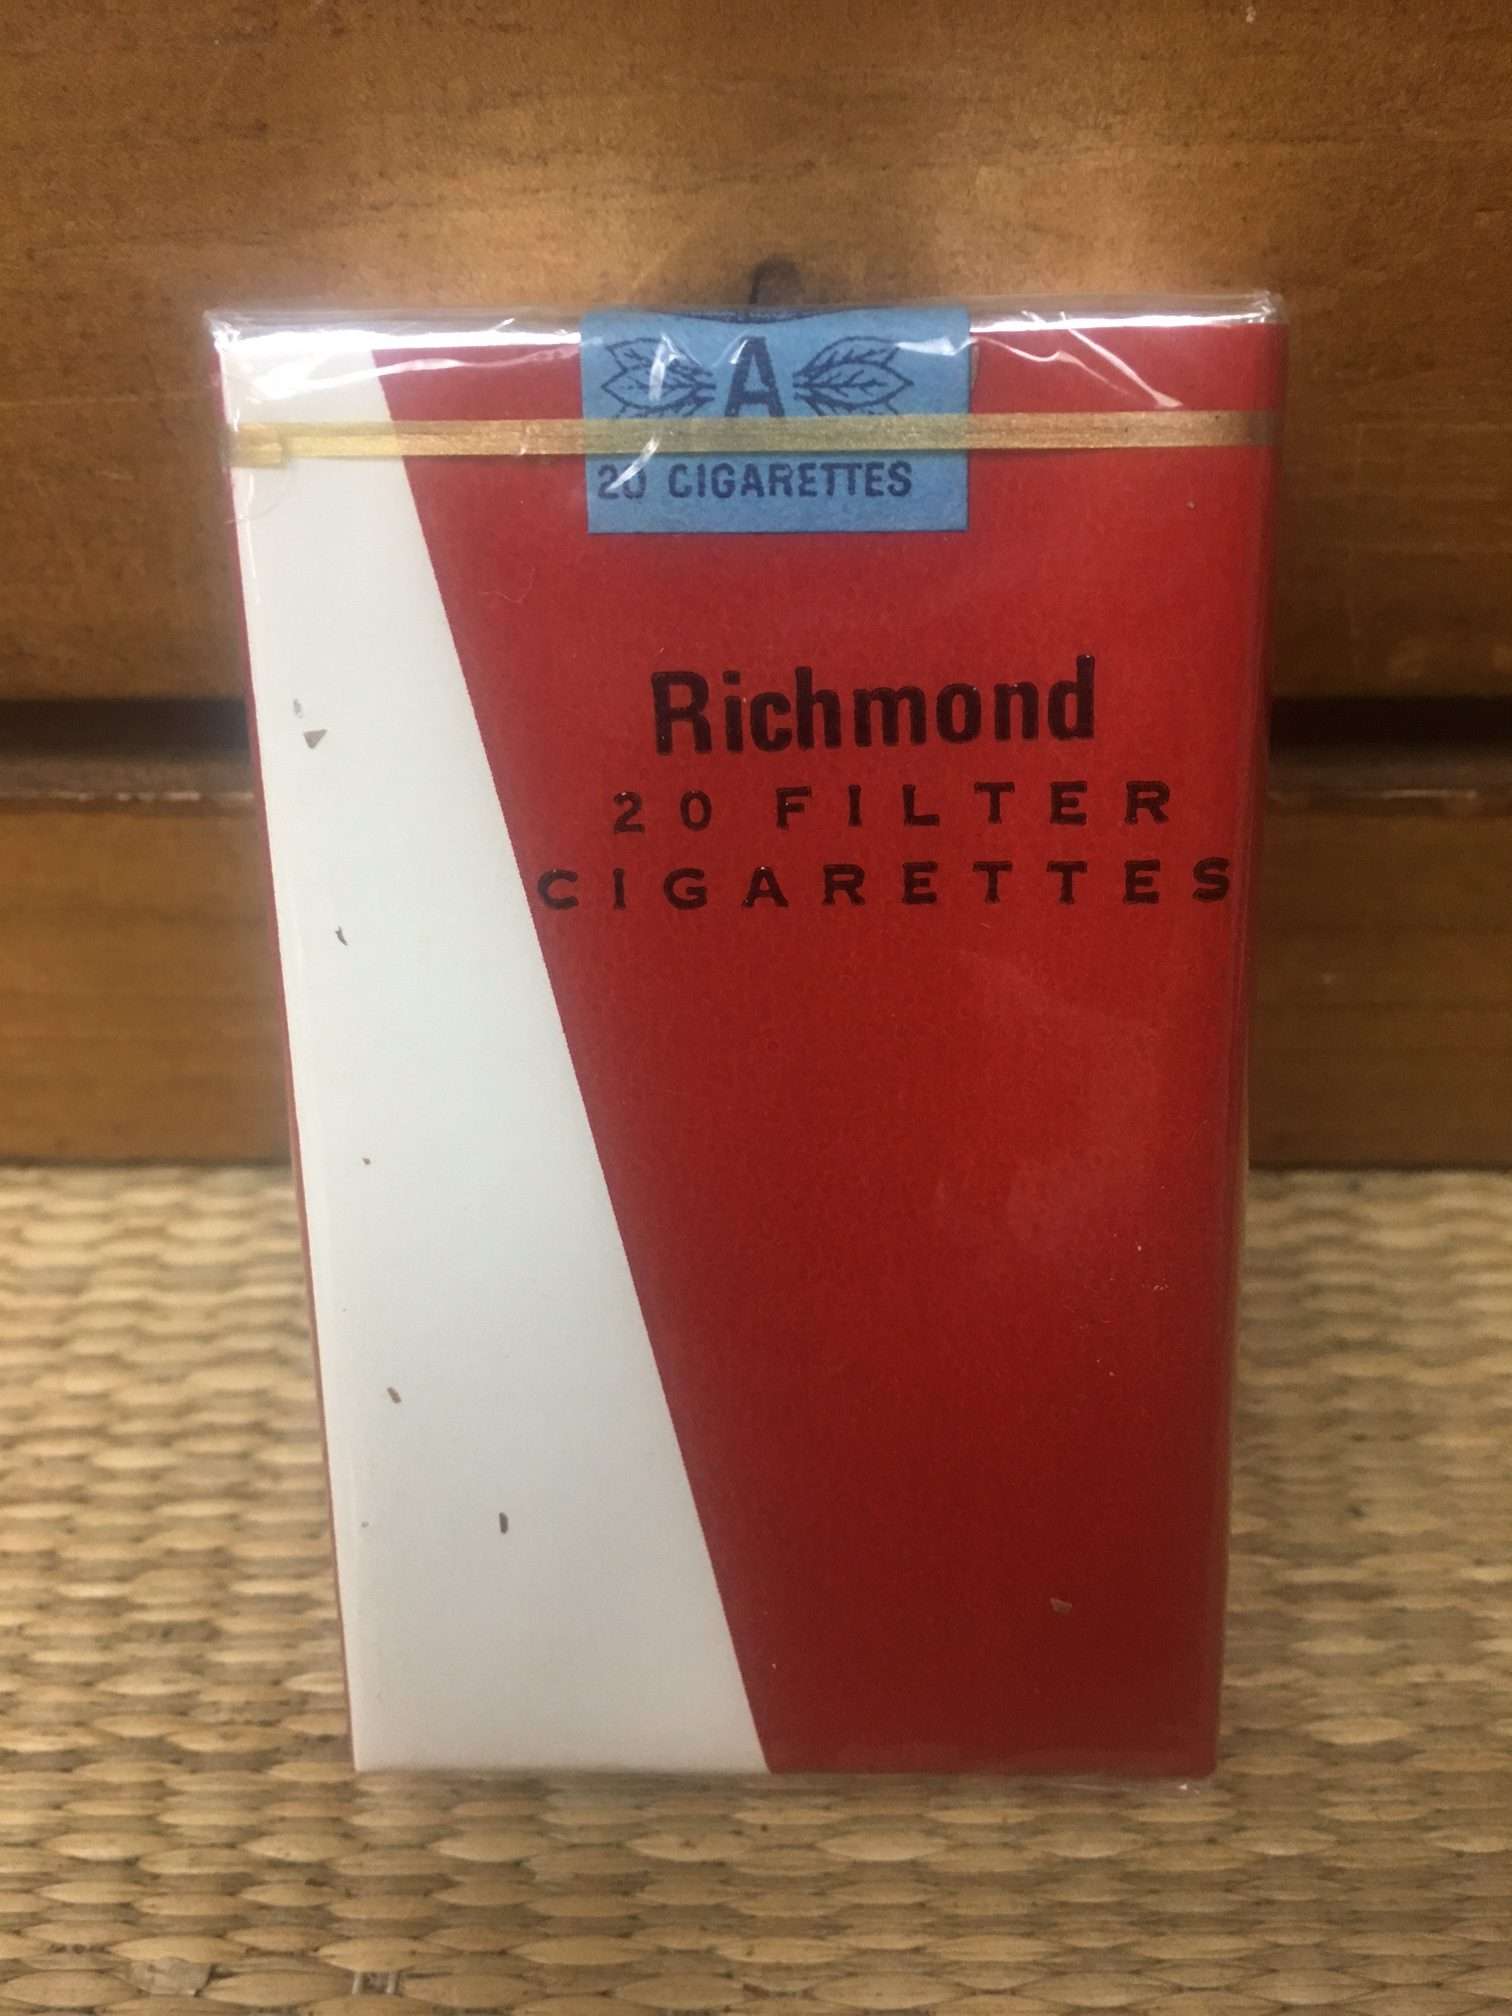 A
20 CIGARETTES
Richmond
20 FILTER
CIGARETTES